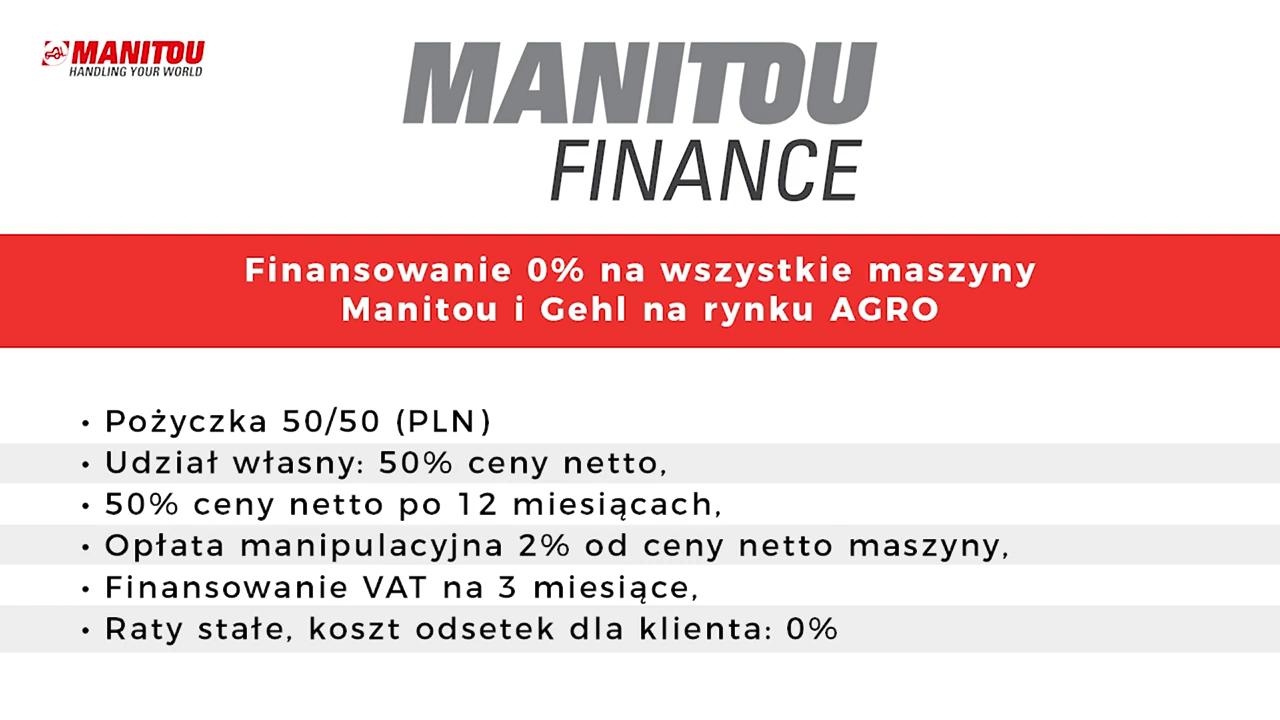 MANITOU
HANDLING YOUR WORLD
MANITOU
FINANCE
Finansowanie 0% na wszystkie maszyny
Manitou i Gehl na rynku AGRO
• Pożyczka 50/50 (PLN)
• Udział własny: 50% ceny netto,
• 50% ceny netto po 12 miesiącach,
• Opłata manipulacyjna 2% od ceny netto maszyny,
• Finansowanie VAT na 3 miesiące,
• Raty stałe, koszt odsetek dla klienta: 0%